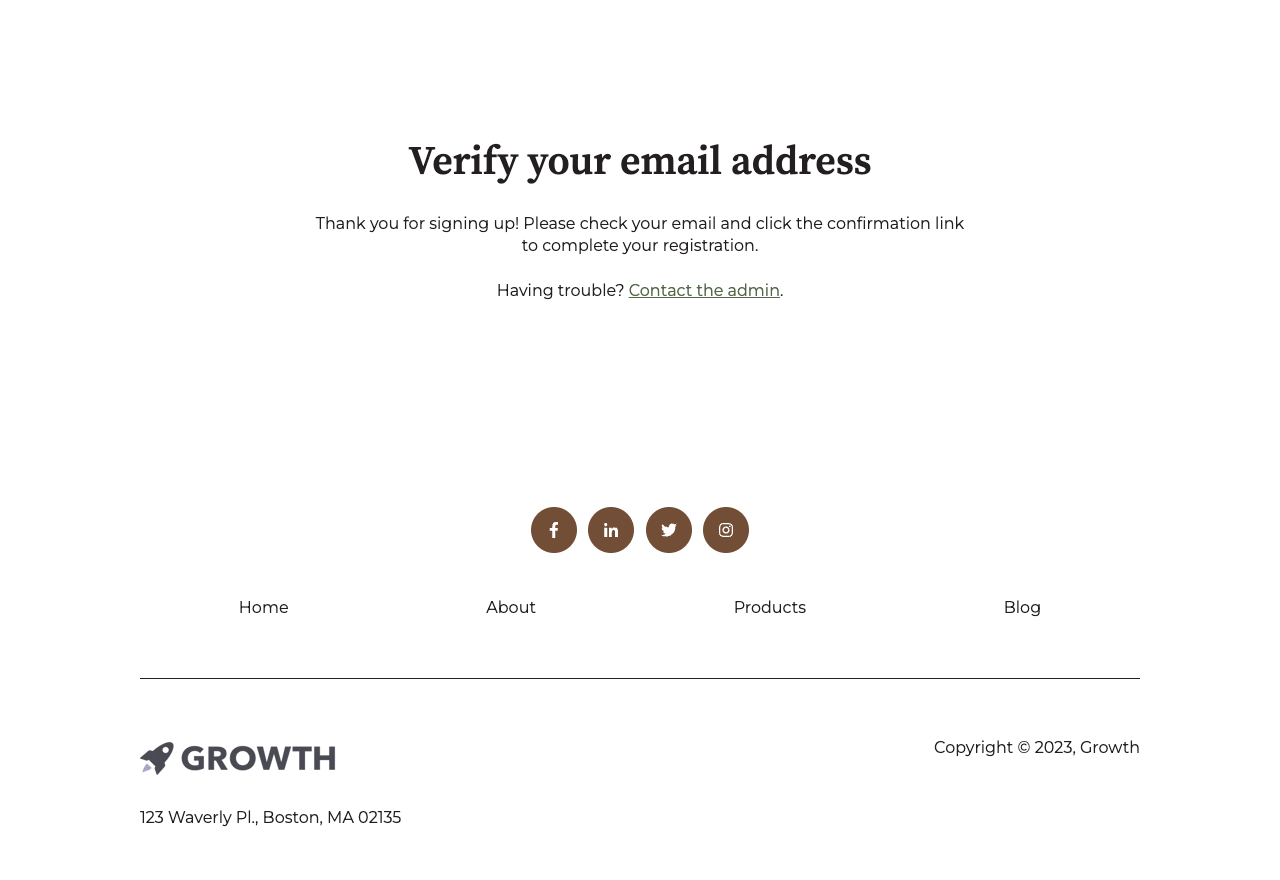 Verify your email address
Thank you for signing up! Please check your email and click the confirmation link
to complete your registration.
Having trouble? Contact the admin.
Home About Products Blog
GROWTH
Copyright © 2023, Growth
123 Waverly Pl., Boston, MA 02135